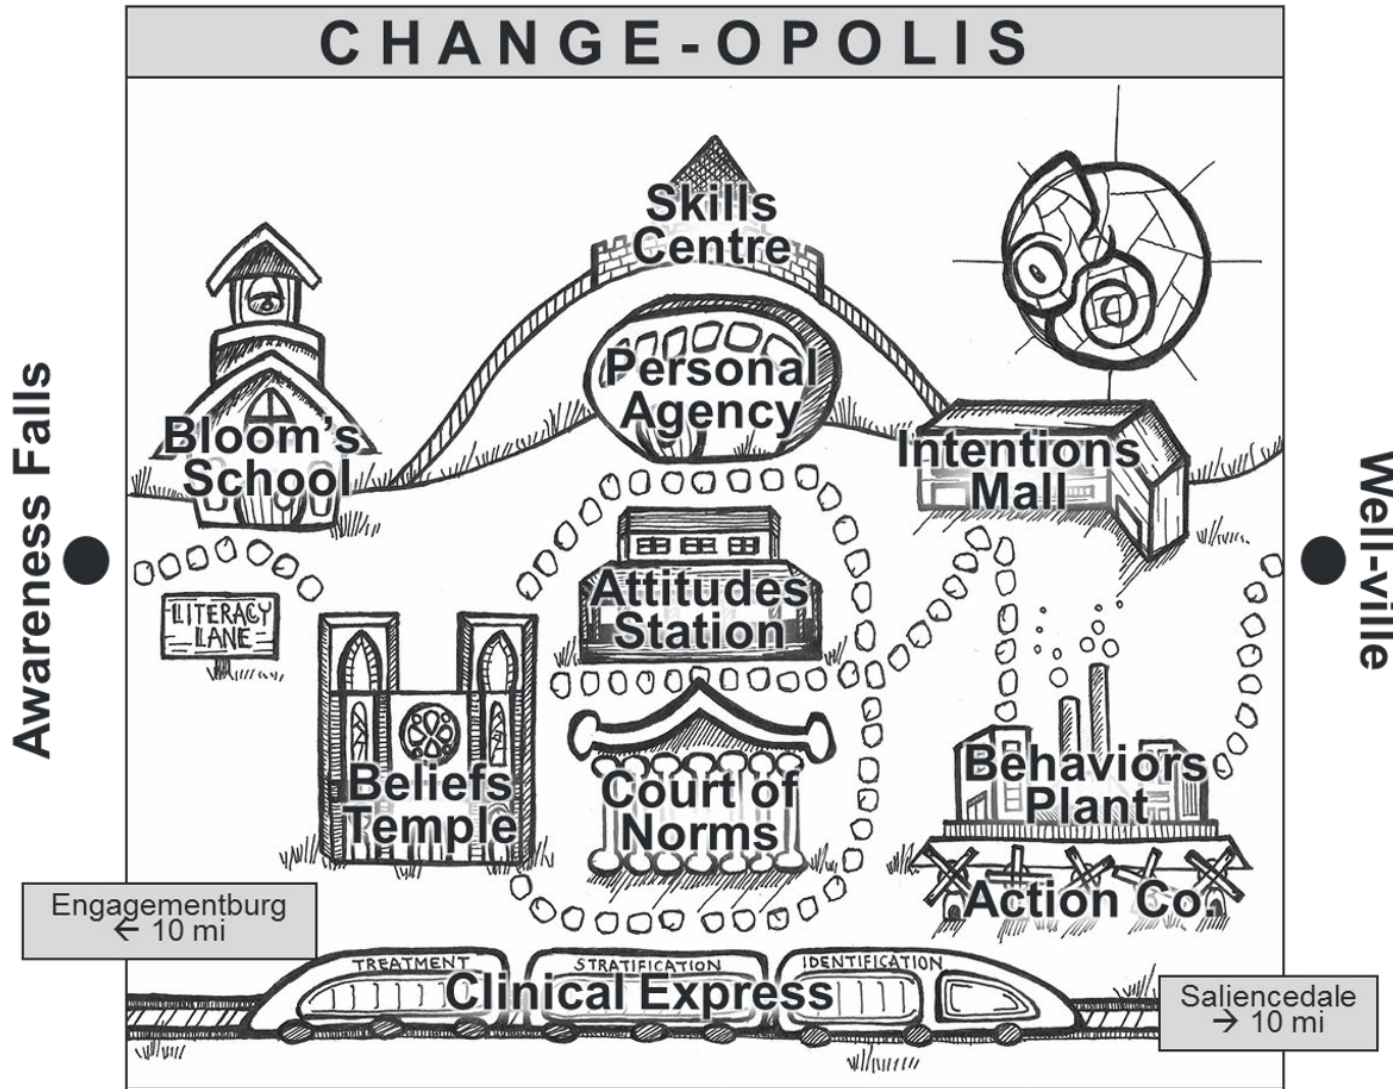 CHANGE-OPOLIS
Skills
Centre
Personal
Agency
Bloom's
School
Intentions
Mall
Awareness Falls
Well-ville
LITERACY
LANE
Attitudes
Station
Beliefs
Temple
Court of
Norms
Behaviors
Plant
Action Co.
Engagementburg
← 10 mi
TREATMENT
STRATIFICATION
IDENTIFICATION
Clinical Express
Saliencedale
→ 10 mi